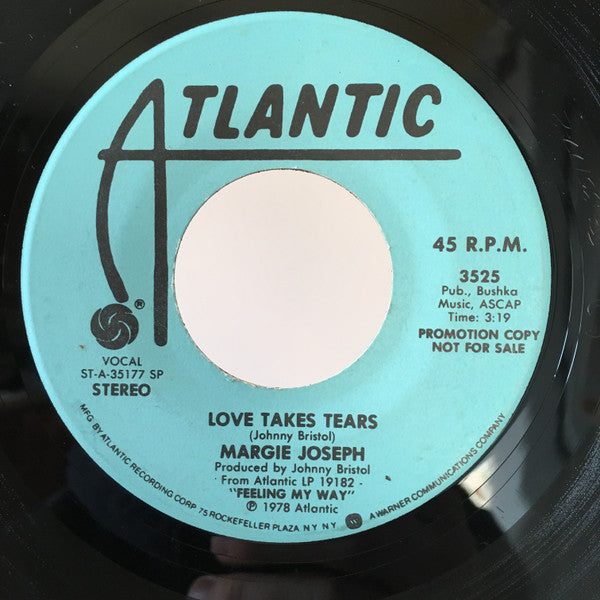 ATLANTIC
®
45 R.P.M.
3525
Pub., Bushka
Music, ASCAP
Time: 3:19
PROMOTION COPY
NOT FOR SALE
VOCAL
ST-A-35177 SP
STEREO
LOVE TAKES TEARS
(Johnny Bristol)
MARGIE JOSEPH
Produced by Johnny Bristol
From Atlantic LP 19182 -
"FEELING MY WAY"
℗ 1978 Atlantic
MFG. BY ATLANTIC RECORDING CORP. 75 ROCKEFELLER PLAZA, N.Y. N.Y. A WARNER COMMUNICATIONS COMPANY